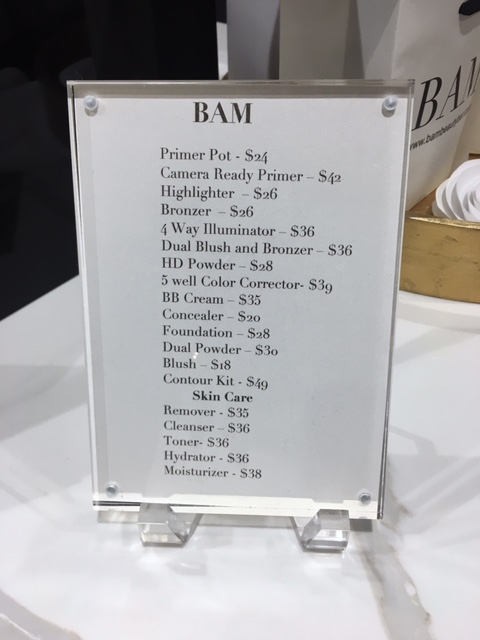 BAM
Primer Pot - $24
Camera Ready Primer – $42
Highlighter – $26
Bronzer – $26
4 Way Illuminator – $36
Dual Blush and Bronzer – $36
HD Powder – $28
5 well Color Corrector- $39
BB Cream – $35
Concealer – $20
Foundation – $28
Dual Powder – $30
Blush – $18
Contour Kit - $49
Skin Care
Remover - $35
Cleanser – $36
Toner- $36
Hydrator - $36
Moisturizer - $38
BAM